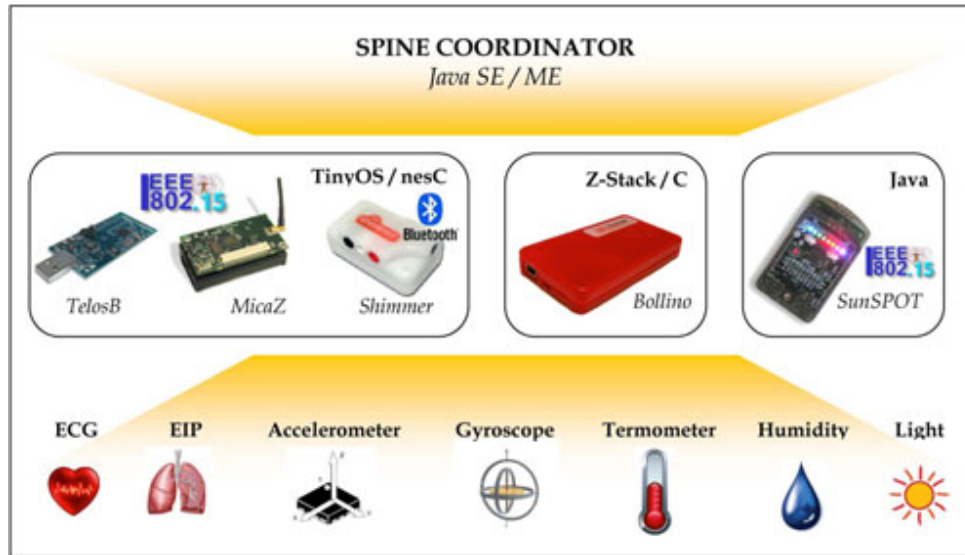 SPINE COORDINATOR
Java SE / ME
TinyOS / nesC
IEEE
802.15
Bluetooth
TelosB
MicaZ
Shimmer
Z-Stack / C
Bollino
Java
IEEE
802.15
SunSPOT
ECG EIP Accelerometer Gyroscope Termometer Humidity Light